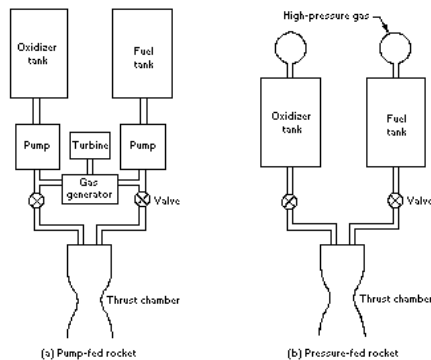 Oxidizer
tank
Fuel
tank
Pump
Turbine
Pump
Gas
generator
Valve
Thrust chamber
(a) Pump-fed rocket
High-pressure gas
Oxidizer
tank
Fuel
tank
Valve
Thrust chamber
(b) Pressure-fed rocket